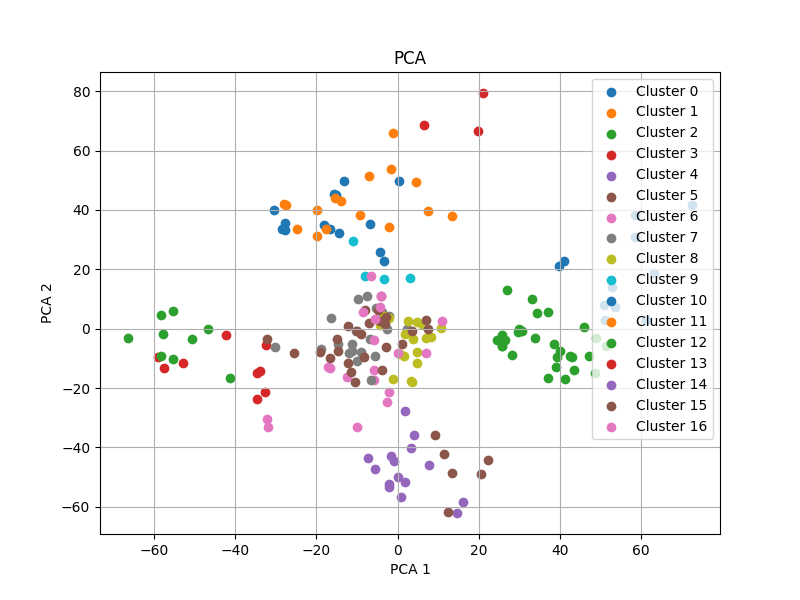 PCA
80
60
40
20
0
−20
−40
−60
PCA 2
−60
−40
−20
0
20
40
60
PCA 1
Cluster 0
Cluster 1
Cluster 2
Cluster 3
Cluster 4
Cluster 5
Cluster 6
Cluster 7
Cluster 8
Cluster 9
Cluster 10
Cluster 11
Cluster 12
Cluster 13
Cluster 14
Cluster 15
Cluster 16